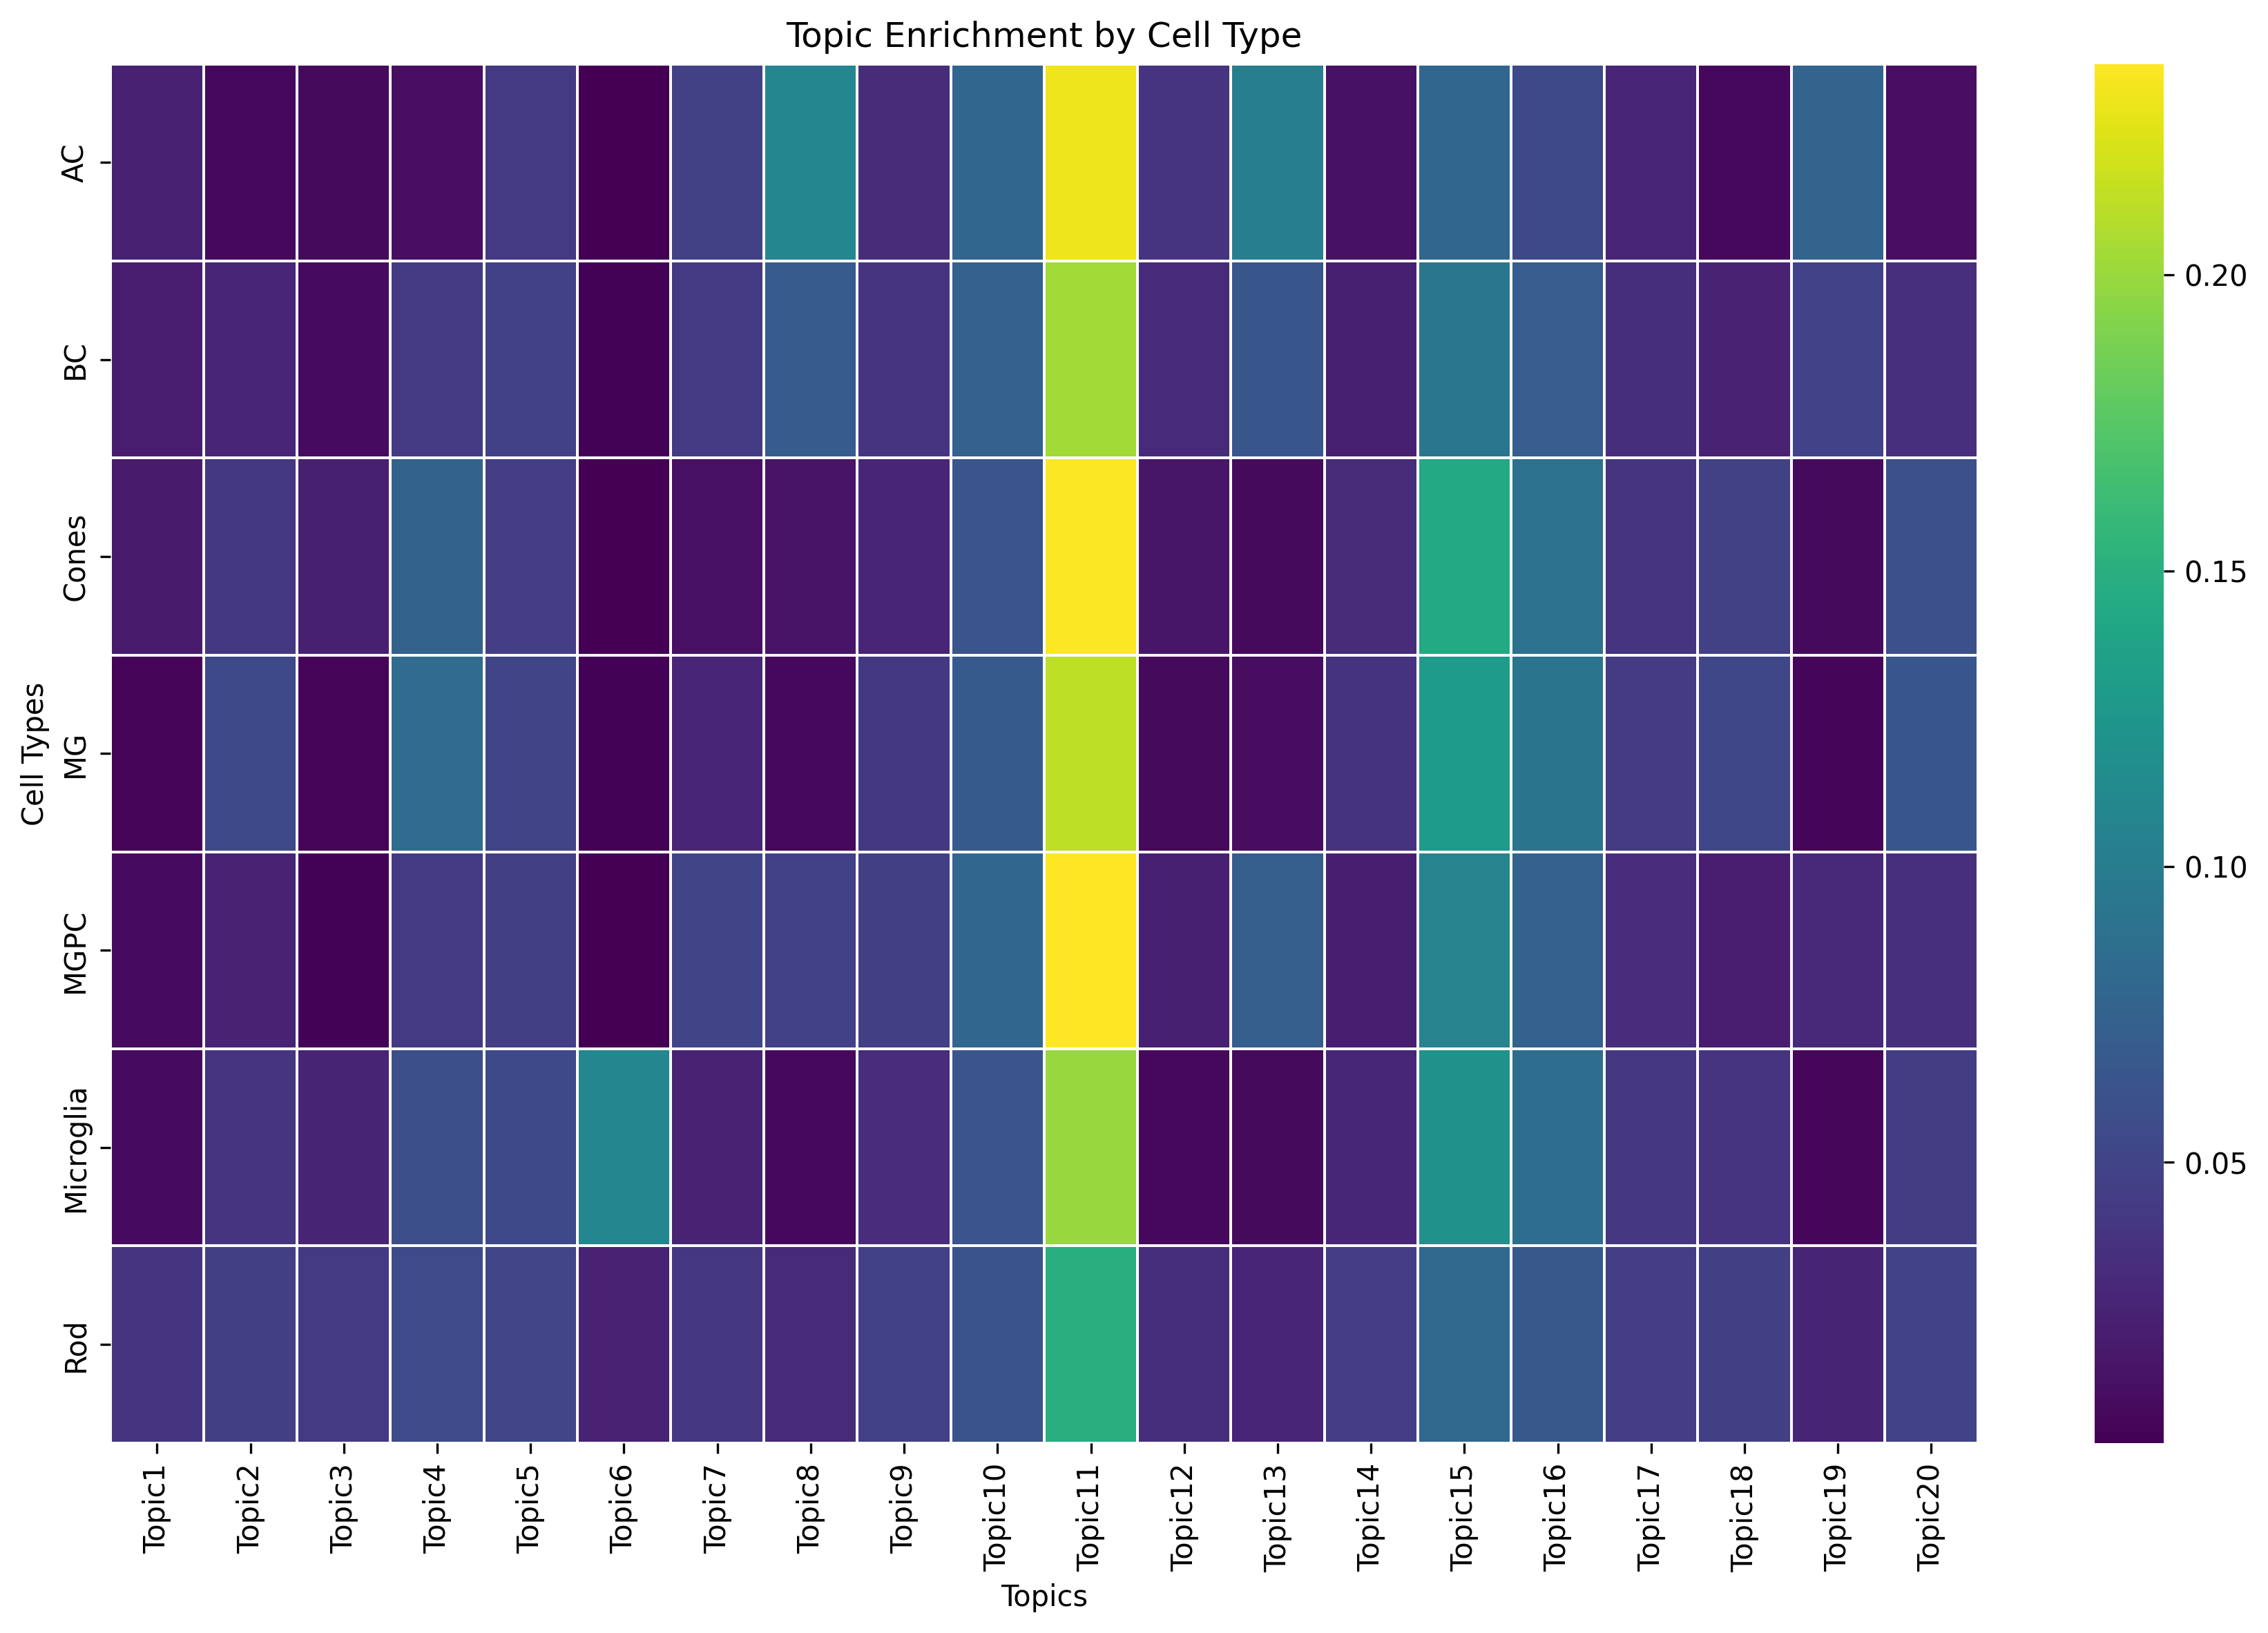 Topic Enrichment by Cell Type
Cell Types
AC
BC
Cones
MG
MGPC
Microglia
Rod
Topic1
Topic2
Topic3
Topic4
Topic5
Topic6
Topic7
Topic8
Topic9
Topic10
Topic11
Topic12
Topic13
Topic14
Topic15
Topic16
Topic17
Topic18
Topic19
Topic20
Topics
0.20
0.15
0.10
0.05